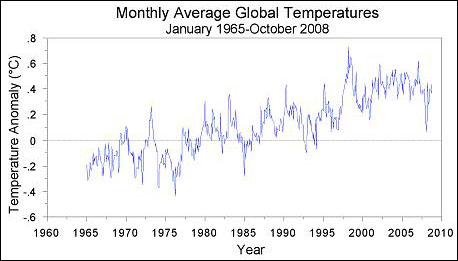 Monthly Average Global Temperatures
January 1965-October 2008
Temperature Anomaly (°C)
.8
.6
.4
.2
0
-.2
-.4
-.6
1960 1965 1970 1975 1980 1985 1990 1995 2000 2005 2010
Year